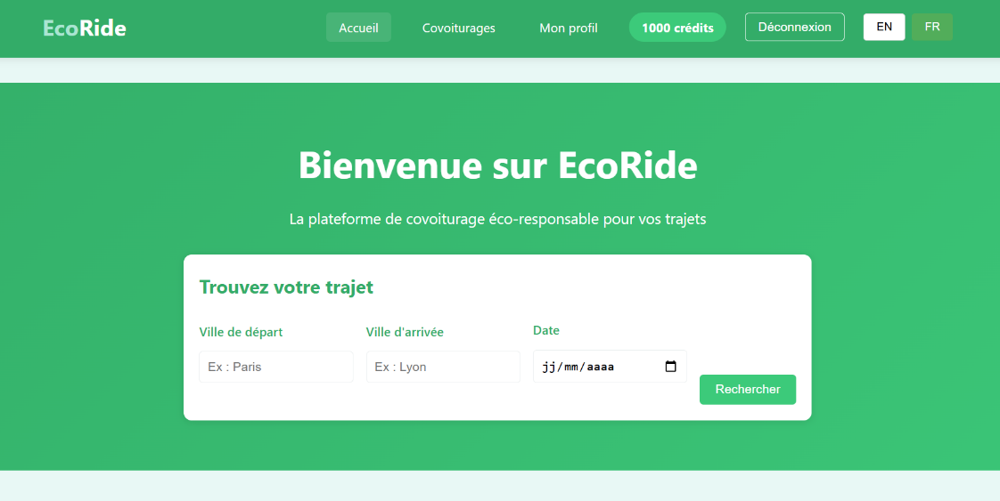 EcoRide
Accueil
Covoiturages
Mon profil
1000 crédits
Déconnexion
EN
FR
Bienvenue sur EcoRide
La plateforme de covoiturage éco-responsable pour vos trajets
Trouvez votre trajet
Ville de départ
Ville d'arrivée
Date
Ex : Paris
Ex : Lyon
jj/mm/aaaa
Rechercher